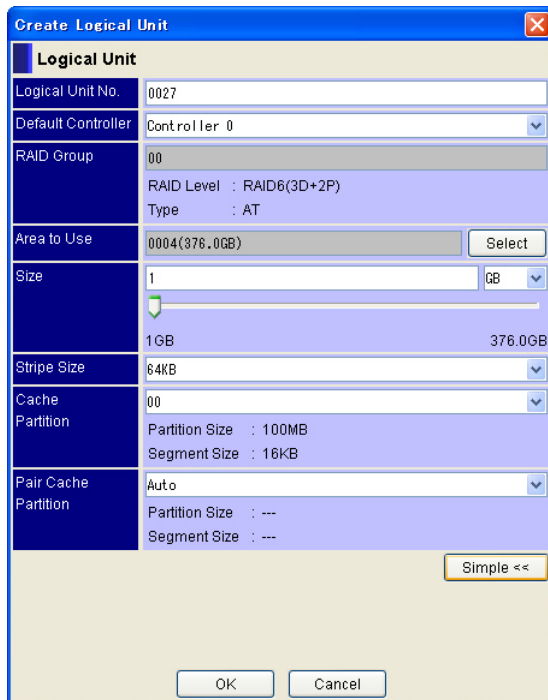 Create Logical Unit
Logical Unit
Logical Unit No. 0027
Default Controller Controller 0
RAID Group 00
RAID Level : RAID6(3D+2P)
Type : AT
Area to Use 0004(376.0GB) Select
Size 1 GB
1GB 376.0GB
Stripe Size 64KB
Cache Partition 00
Partition Size : 100MB
Segment Size : 16KB
Pair Cache Partition Auto
Partition Size : ---
Segment Size : ---
Simple <<
OK Cancel